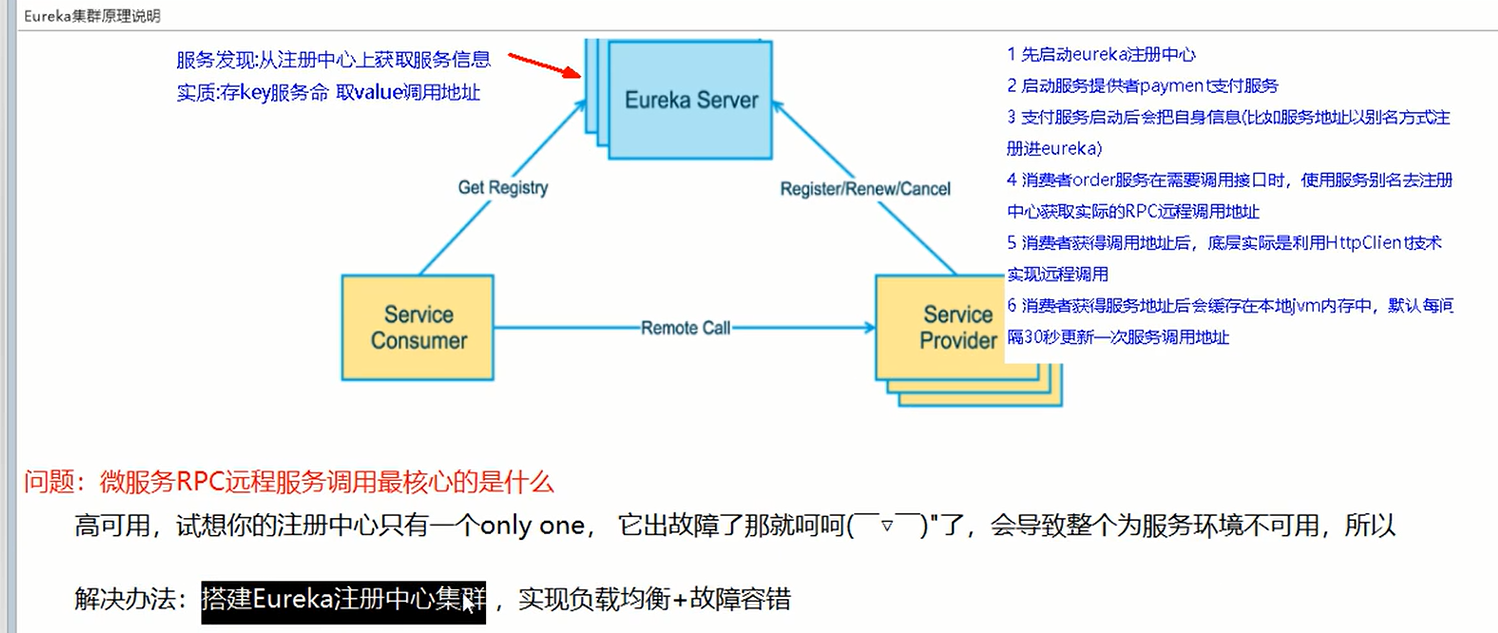 Eureka集群原理说明
服务发现:从注册中心上获取服务信息
实质:存key服务命 取value调用地址
Eureka Server
Get Registry
Register/Renew/Cancel
Service
Consumer
Remote Call
Service
Provider
1 先启动eureka注册中心
2 启动服务提供者payment支付服务
3 支付服务启动后会把自身信息(比如服务地址以别名方式注
册进eureka)
4 消费者order服务在需要调用接口时，使用服务别名去注册
中心获取实际的RPC远程调用地址
5 消费者获得调用地址后，底层实际是利用HttpClient技术
实现远程调用
6 消费者获得服务地址后会缓存在本地jvm内存中，默认每间
隔30秒更新一次服务调用地址
问题：微服务RPC远程服务调用最核心的是什么
高可用，试想你的注册中心只有一个only one， 它出故障了那就呵呵(￣▽￣)"了，会导致整个为服务环境不可用，所以
解决办法：搭建Eureka注册中心集群 ，实现负载均衡+故障容错